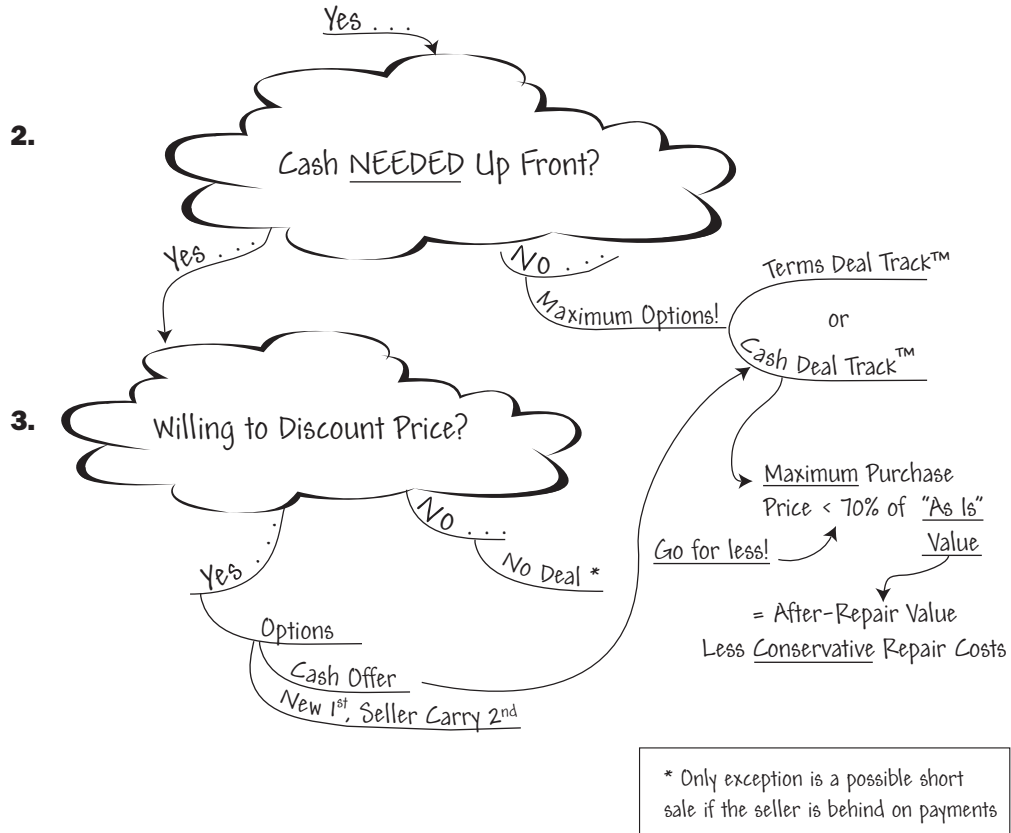 Yes . . .
2.
Cash NEEDED Up Front?
Yes . . .
No . . .
Maximum Options!
Terms Deal Track™
or
Cash Deal Track™
Maximum Purchase
Price < 70% of "As Is"
Value
Go for less!
= After-Repair Value
Less Conservative Repair Costs
3.
Willing to Discount Price?
Yes . . .
No . . .
No Deal *
Options
Cash Offer
New 1st, Seller Carry 2nd
* Only exception is a possible short
sale if the seller is behind on payments